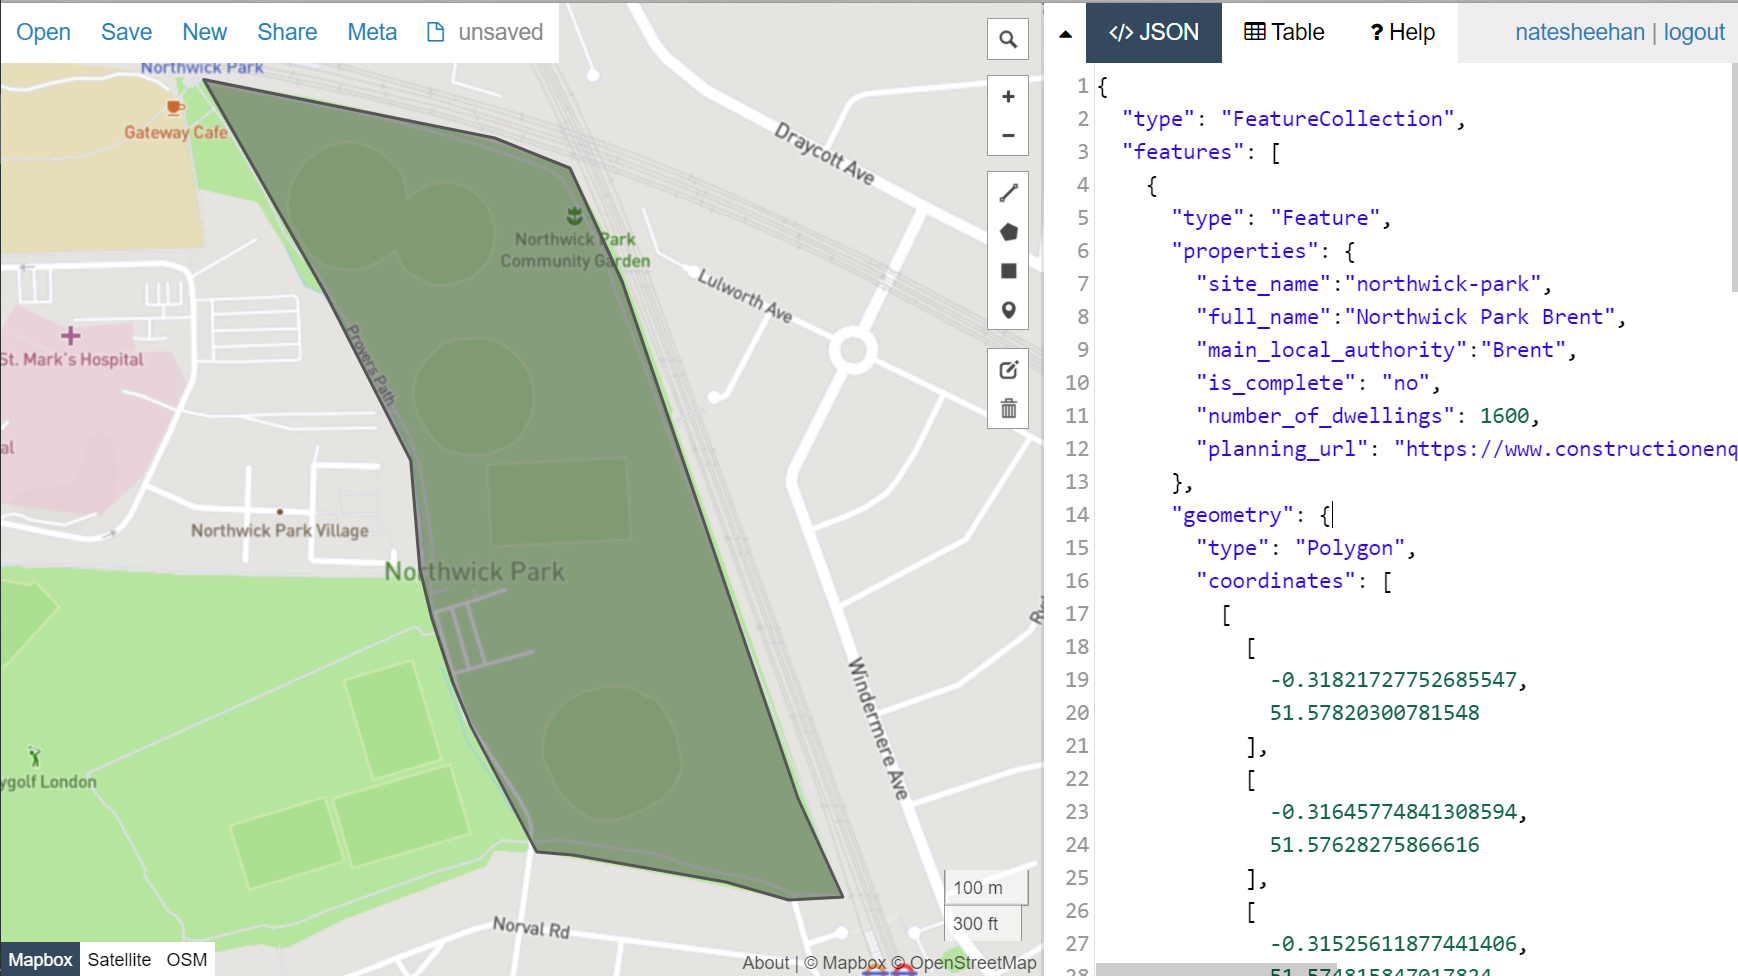 Open Save New Share Meta unsaved
</> JSON Table ? Help natesheehan | logout
Northwick Park
Gateway Cafe
Draycott Ave
Northwick Park
Community Garden
Lulworth Ave
Provers Path
St. Mark's Hospital
al
Northwick Park Village
Northwick Park
Windermere Ave
ygolf London
Norval Rd
100 m
300 ft
Mapbox Satellite OSM
About | © Mapbox © OpenStreetMap
1 {
2 "type": "FeatureCollection",
3 "features": [
4 {
5 "type": "Feature",
6 "properties": {
7 "site_name":"northwick-park",
8 "full_name":"Northwick Park Brent",
9 "main_local_authority":"Brent",
10 "is_complete": "no",
11 "number_of_dwellings": 1600,
12 "planning_url": "https://www.constructionenq
13 },
14 "geometry": {
15 "type": "Polygon",
16 "coordinates": [
17 [
18 [
19 -0.31821727752685547,
20 51.57820300781548
21 ],
22 [
23 -0.31645774841308594,
24 51.57628275866616
25 ],
26 [
27 -0.31525611877441406,
28 51.574815847017824